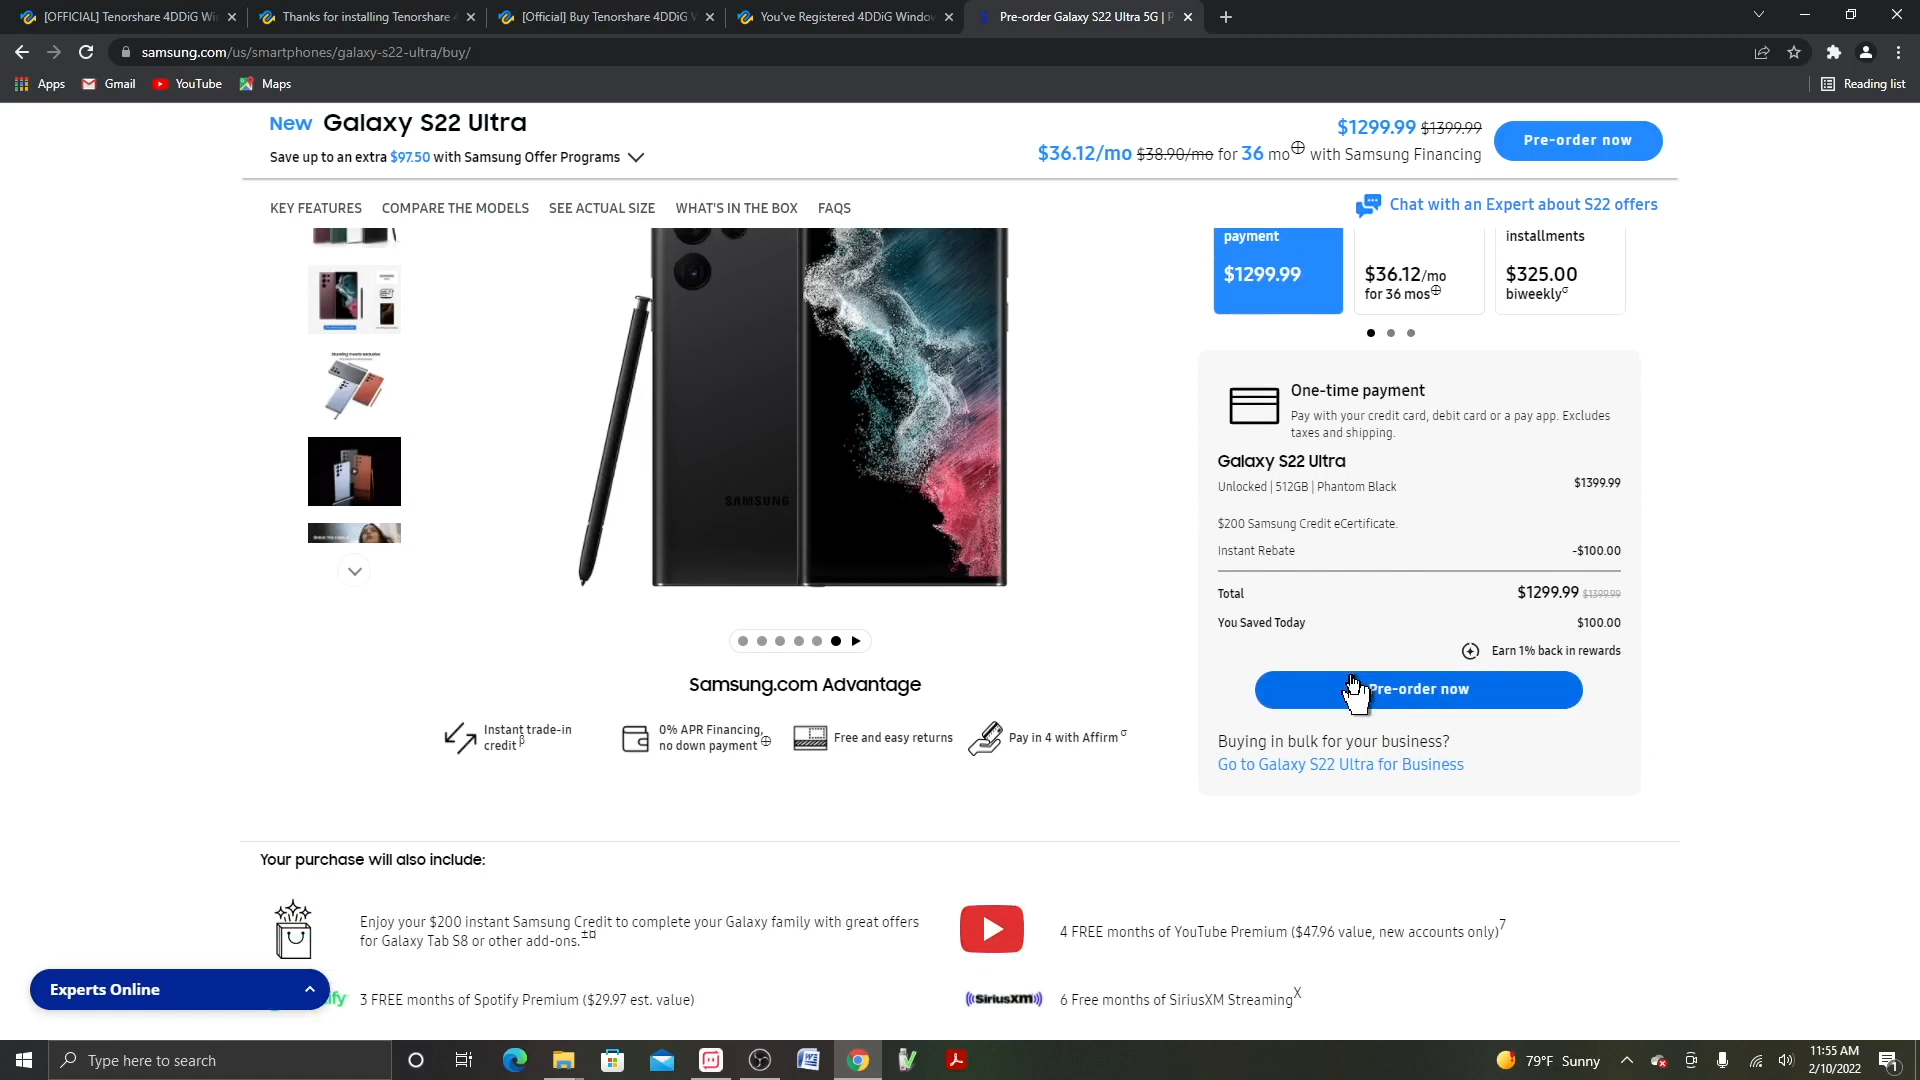 [OFFICIAL] Tenorshare 4DDiG Wi
Thanks for installing Tenorshare 4
[Official] Buy Tenorshare 4DDiG W
You've Registered 4DDiG Window
Pre-order Galaxy S22 Ultra 5G | P
samsung.com/us/smartphones/galaxy-s22-ultra/buy/
Apps Gmail YouTube Maps Reading list
New Galaxy S22 Ultra
$1299.99 $1399.99
Save up to an extra $97.50 with Samsung Offer Programs
$36.12/mo $38.90/mo for 36 mo⊕ with Samsung Financing
Pre-order now
KEY FEATURES COMPARE THE MODELS SEE ACTUAL SIZE WHAT'S IN THE BOX FAQS
Chat with an Expert about S22 offers
payment
$1299.99
$36.12/mo
for 36 mos⊕
installments
$325.00
biweeklyσ
SAMSUNG
One-time payment
Pay with your credit card, debit card or a pay app. Excludes
taxes and shipping.
Galaxy S22 Ultra
Unlocked | 512GB | Phantom Black $1399.99
$200 Samsung Credit eCertificate.
Instant Rebate -$100.00
Total $1299.99 $1399.99
You Saved Today $100.00
Earn 1% back in rewards
Pre-order now
Buying in bulk for your business?
Go to Galaxy S22 Ultra for Business
Samsung.com Advantage
Instant trade-in
credit β
0% APR Financing,
no down payment ⊕
Free and easy returns
Pay in 4 with Affirm σ
Your purchase will also include:
Enjoy your $200 instant Samsung Credit to complete your Galaxy family with great offers
for Galaxy Tab S8 or other add-ons.±¤
4 FREE months of YouTube Premium ($47.96 value, new accounts only)7
Experts Online
ify
3 FREE months of Spotify Premium ($29.97 est. value)
((SiriusXM))
6 Free months of SiriusXM StreamingX
Type here to search
79°F Sunny
11:55 AM
2/10/2022
1